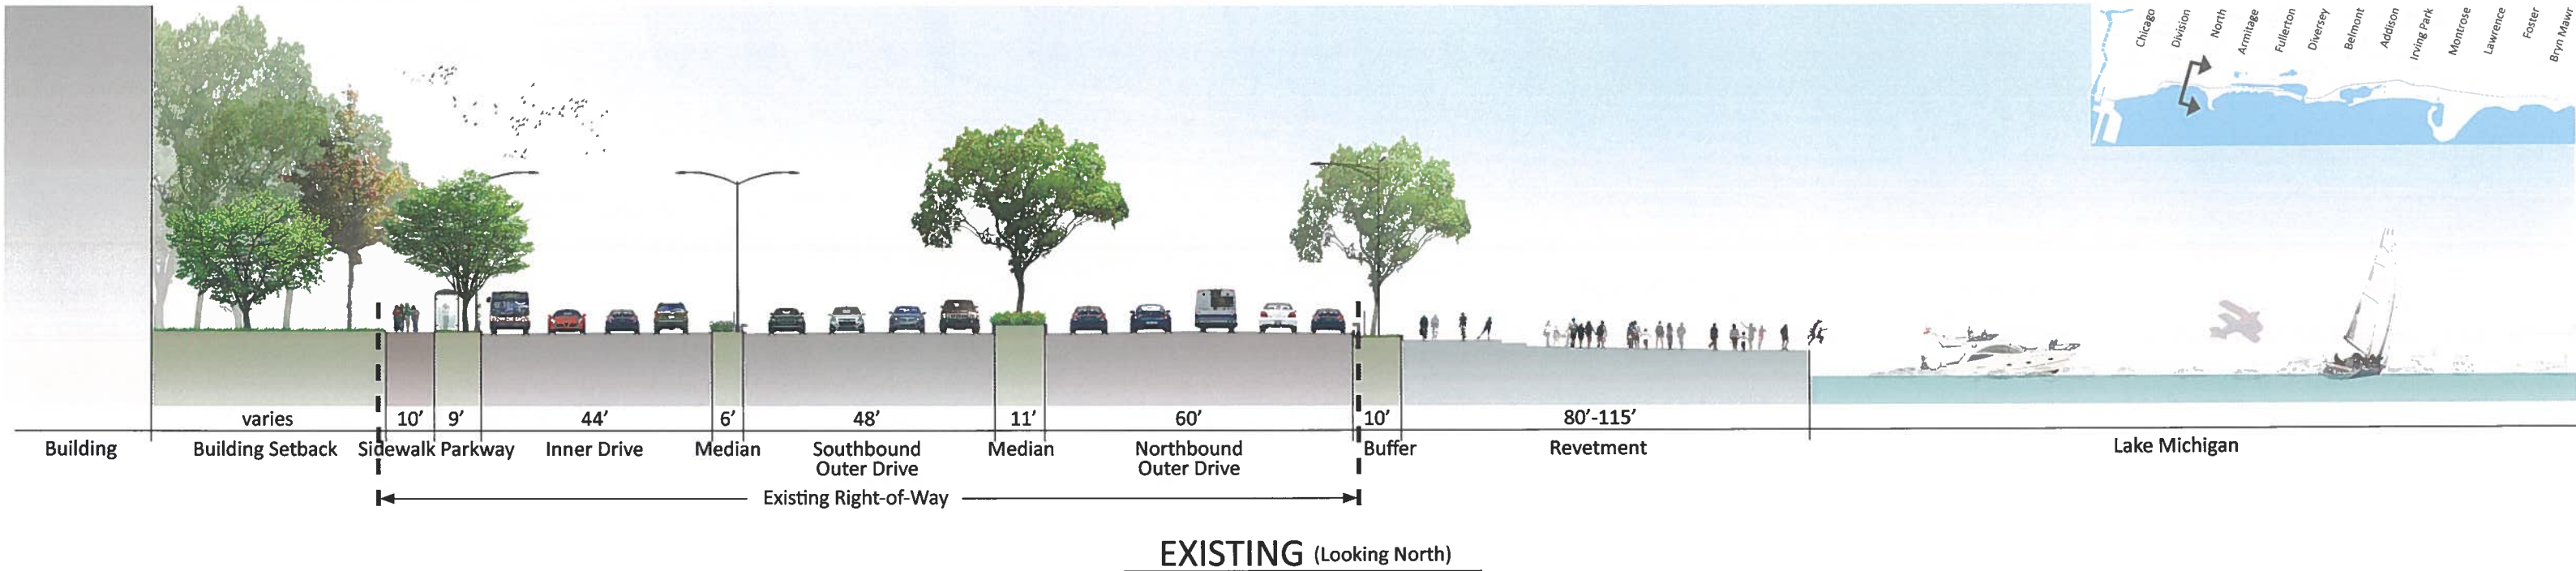 Chicago
Division
North
Armitage
Fullerton
Diversey
Belmont
Addison
Irving Park
Montrose
Lawrence
Foster
Bryn Mawr
varies
10'
9'
44'
6'
48'
11'
60'
10'
80'-115'
Building
Building Setback
Sidewalk
Parkway
Inner Drive
Median
Southbound
Outer Drive
Median
Northbound
Outer Drive
Buffer
Revetment
Lake Michigan
Existing Right-of-Way
EXISTING (Looking North)